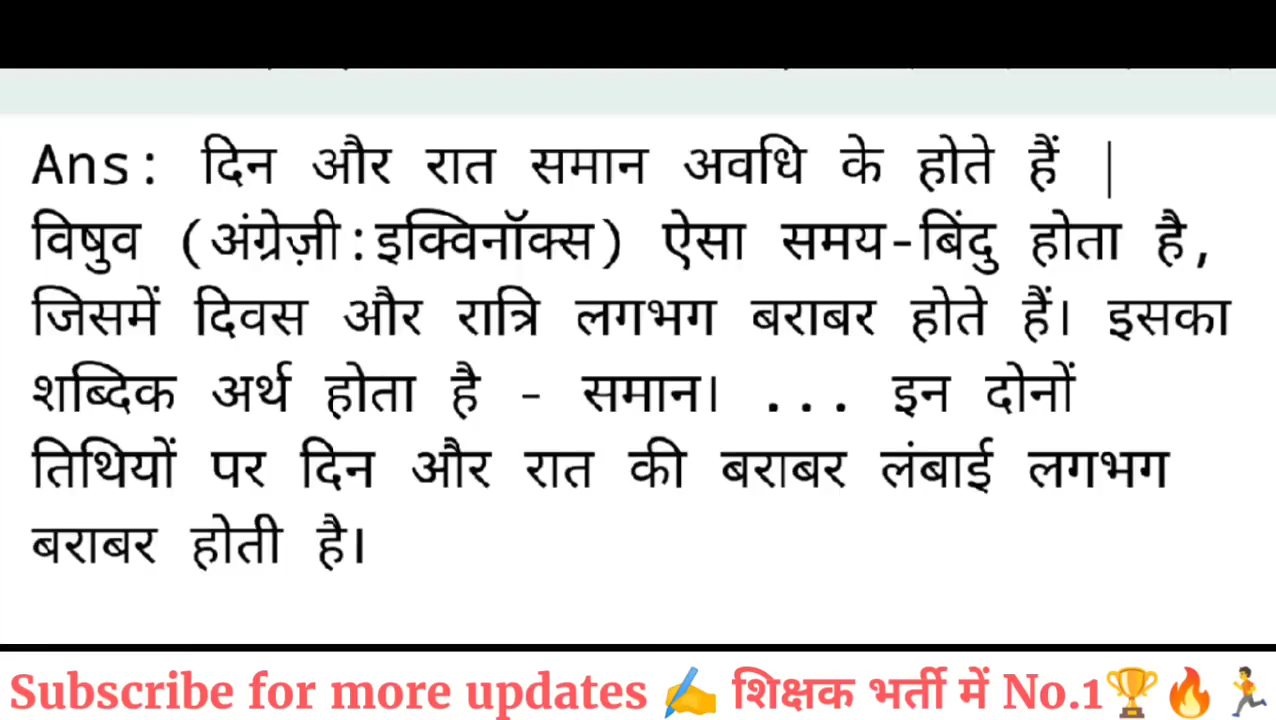 Ans: दिन और रात समान अवधि के होते हैं |
विषुव (अंग्रेज़ी:इक्विनॉक्स) ऐसा समय-बिंदु होता है,
जिसमें दिवस और रात्रि लगभग बराबर होते हैं। इसका
शब्दिक अर्थ होता है - समान। ... इन दोनों
तिथियों पर दिन और रात की बराबर लंबाई लगभग
बराबर होती है।
Subscribe for more updates ✍️ शिक्षक भर्ती में No.1🏆🔥🏃